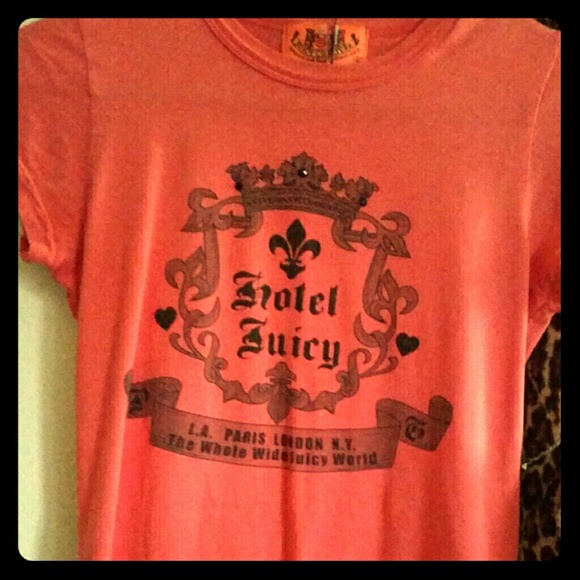 Hotel
Juicy
L.A. PARIS LONDON N.Y.
The Whole Wide Juicy World